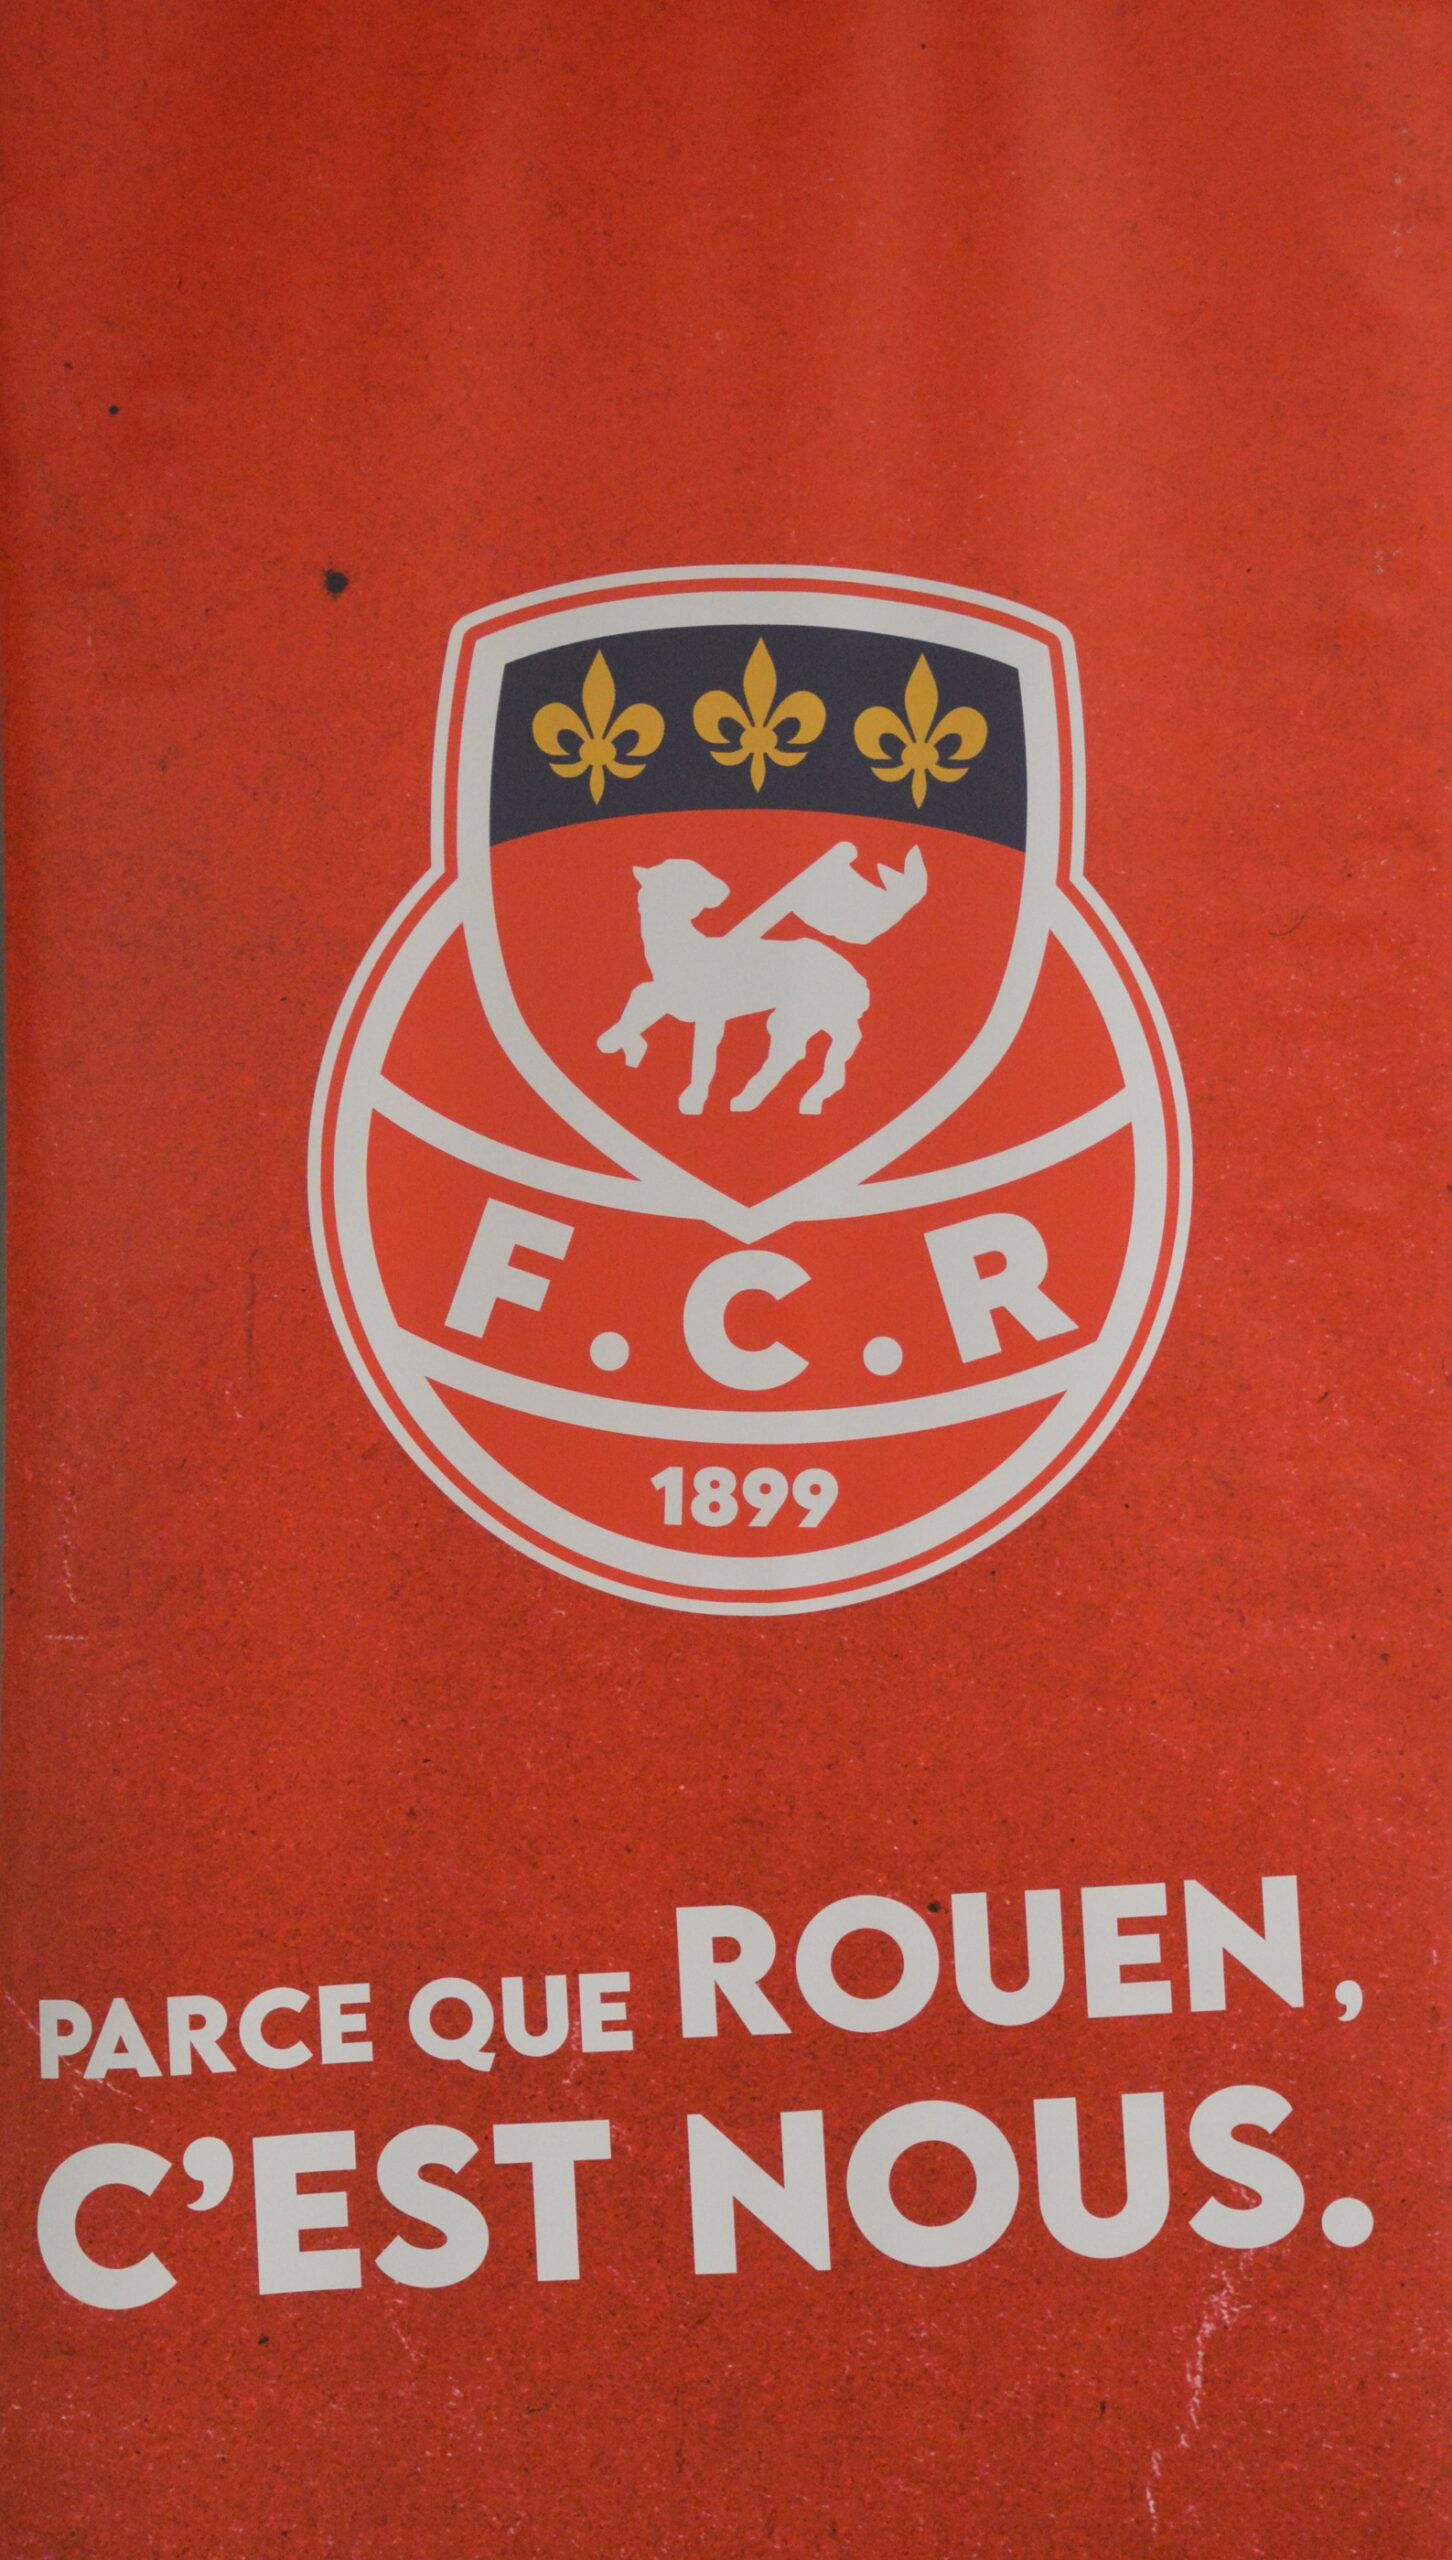 F.C.R
1899
PARCE QUE ROUEN,
C'EST NOUS.